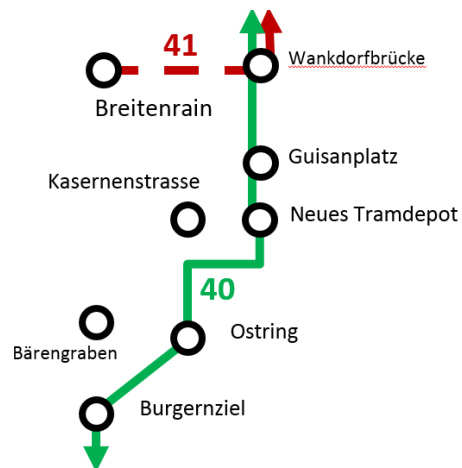 41
Wankdorfbrücke
Breitenrain
Guisanplatz
Kasernenstrasse
Neues Tramdepot
40
Ostring
Bärengraben
Burgernziel